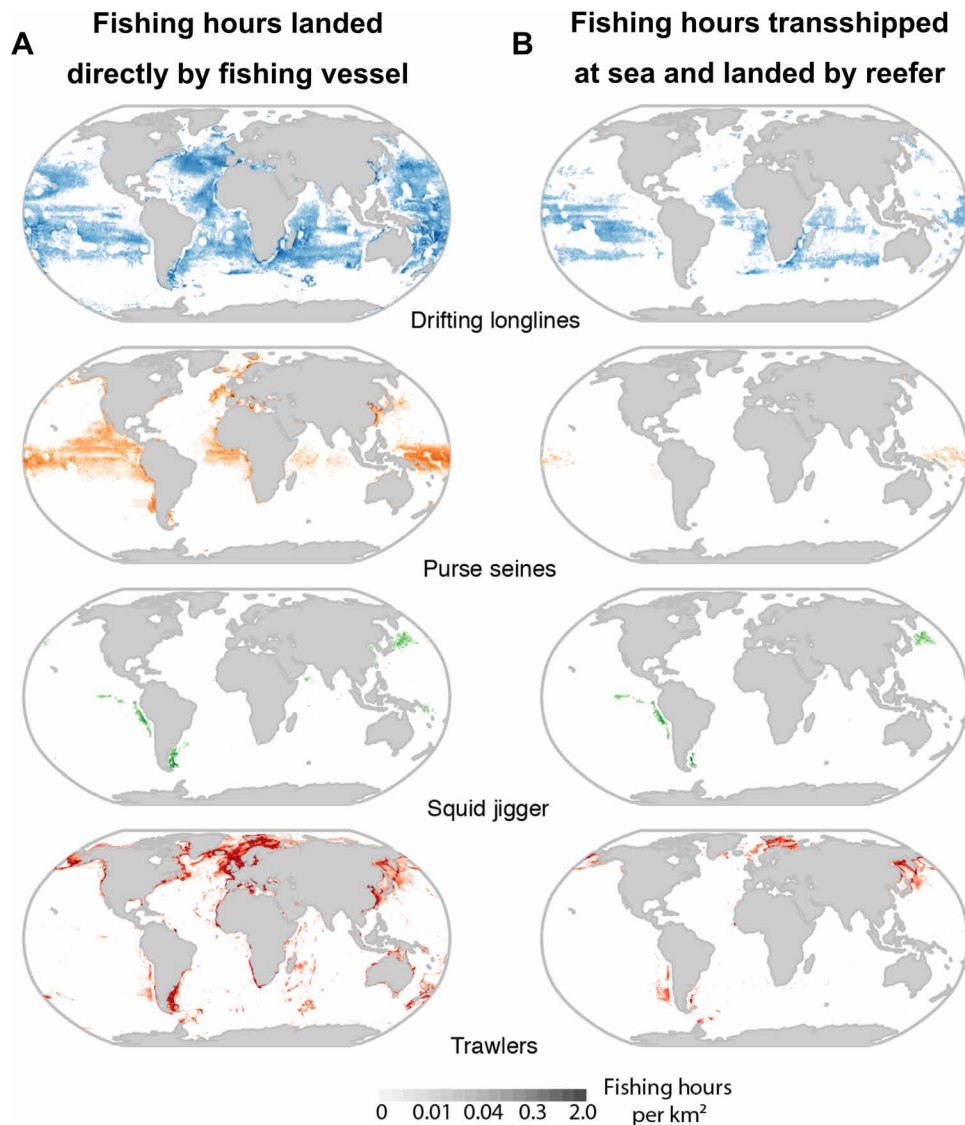 A
Fishing hours landed
directly by fishing vessel
B
Fishing hours transshipped
at sea and landed by reefer
Drifting longlines
Purse seines
Squid jigger
Trawlers
0 0.01 0.04 0.3 2.0
Fishing hours
per km²